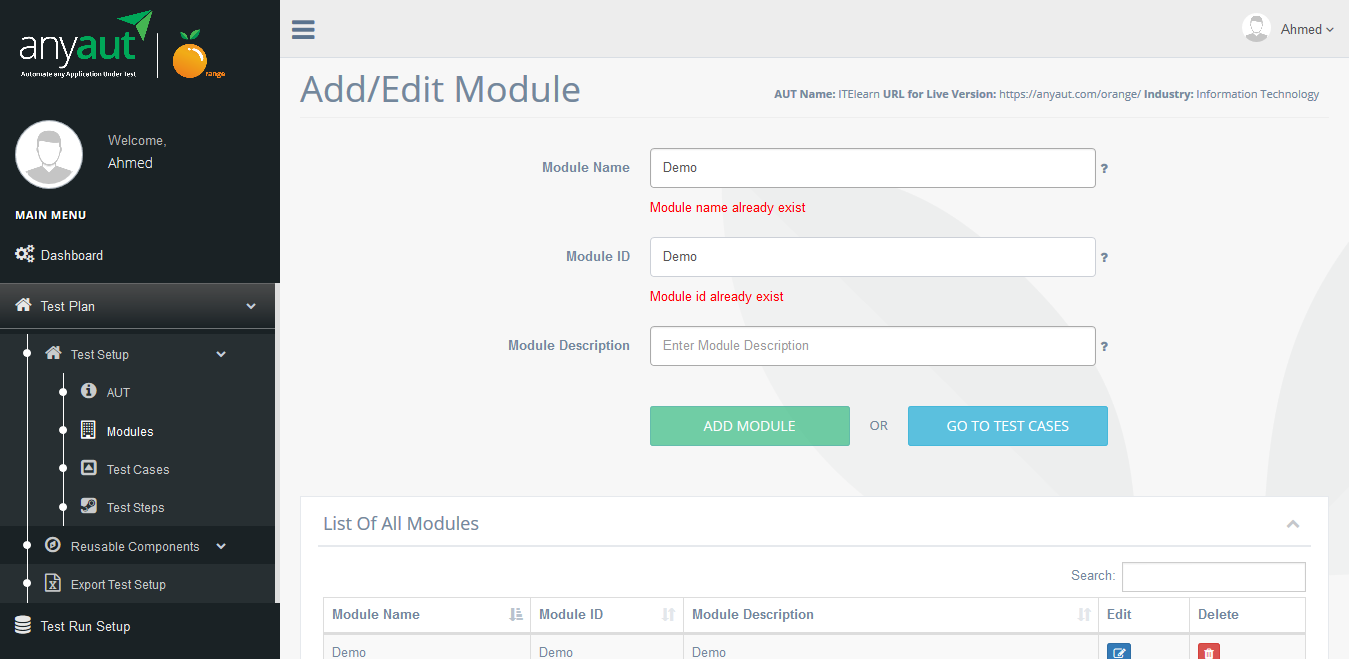 anyaut
Automate any Application Under Test
range
Ahmed
Welcome,
Ahmed
MAIN MENU
Dashboard
Test Plan
Test Setup
AUT
Modules
Test Cases
Test Steps
Reusable Components
Export Test Setup
Test Run Setup
Add/Edit Module
AUT Name: ITElearn URL for Live Version: https://anyaut.com/orange/ Industry: Information Technology
Module Name
Demo
?
Module name already exist
Module ID
Demo
?
Module id already exist
Module Description
Enter Module Description
?
ADD MODULE
OR
GO TO TEST CASES
List Of All Modules
Search:
Module Name Module ID Module Description Edit Delete
Demo Demo Demo